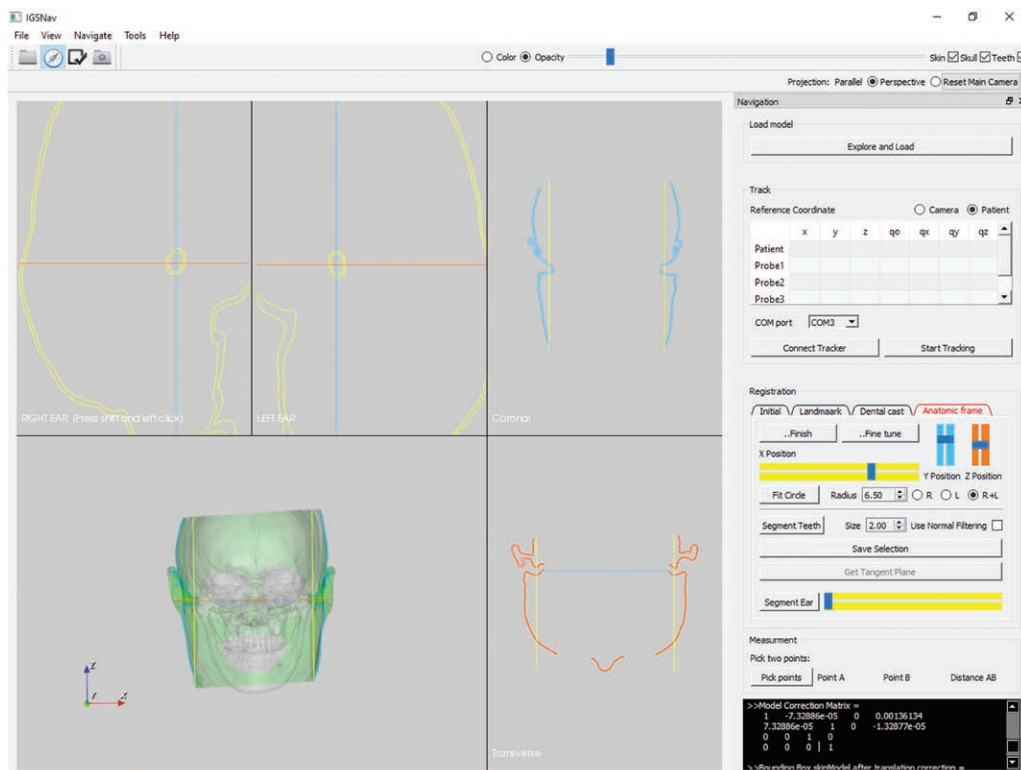 IGSNav
File View Navigate Tools Help
Color Opacity Skin Skull Teeth
Projection: Parallel Perspective Reset Main Camera
Navigation
Load model
Explore and Load
Track
Reference Coordinate Camera Patient
x y z qo qx qy qz
Patient
Probe1
Probe2
Probe3
COM port COM3
Connect Tracker Start Tracking
Registration
Initial Landmaark Dental cast Anatomic frame
..Finish ..Fine tune
X Position
Y Position Z Position
Fit Circle Radius 6.50 R L R+L
Segment Teeth Size 2.00 Use Normal Filtering
Save Selection
Get Tangent Plane
Segment Ear
Measurment
Pick two points:
Pick points Point A Point B Distance AB
>>Model Correction Matrix =
1 -7.32886e-05 0 0.00136134
7.32886e-05 1 0 -1.32877e-05
0 0 1 0
0 0 0 1
>>Bounding Box skinModel after translation correction =
RIGHT EAR (Press shift and left click)
LEFT EAR
Coronal
Z
Y X
Transverse